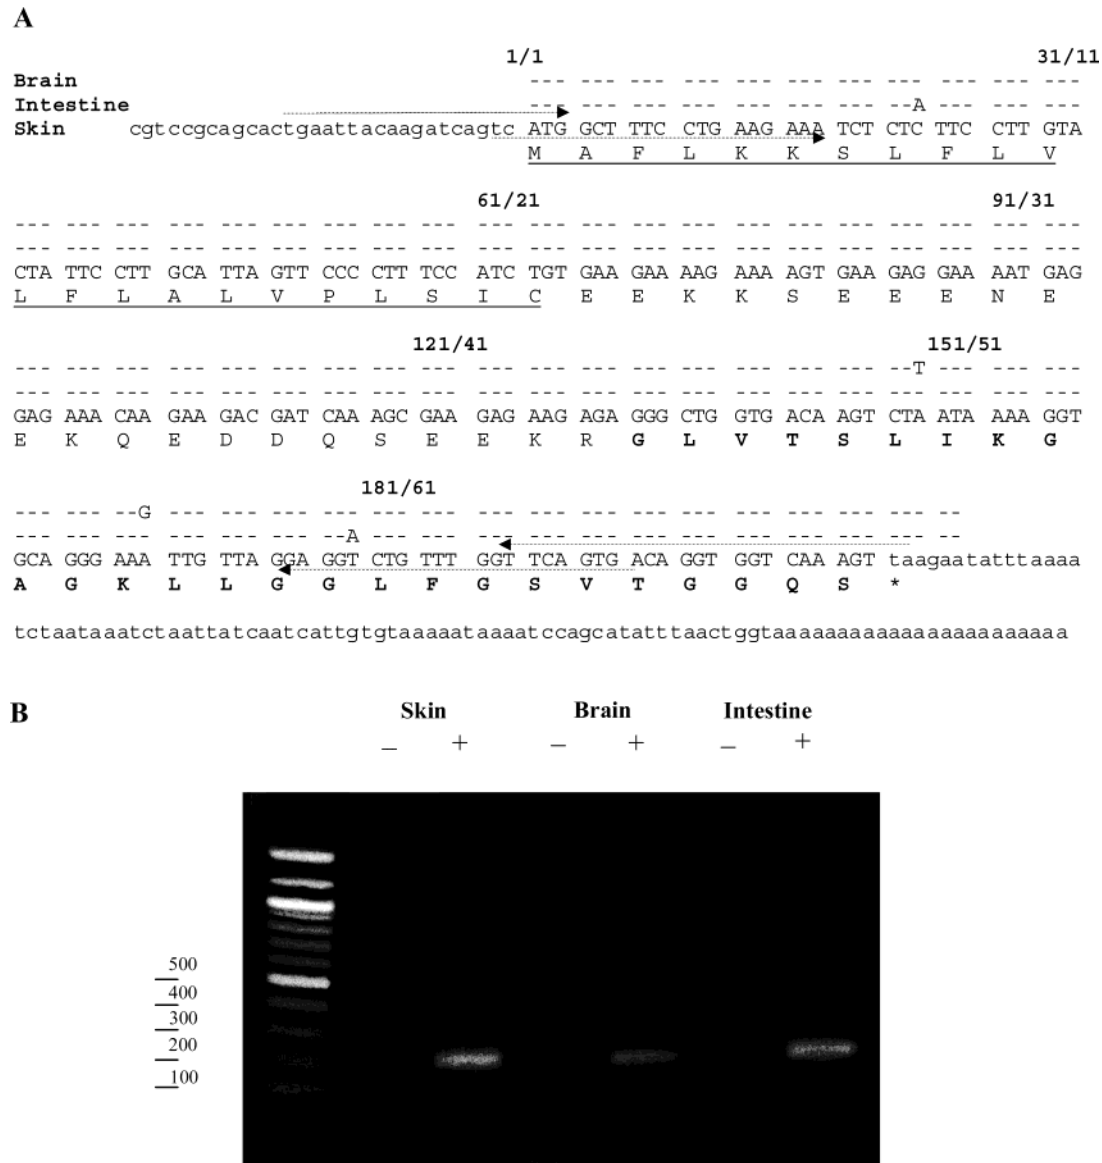 A
1/1 31/11
Brain --- --- --- --- --- --- --- --- --- --- ---
Intestine --- --- --- --- --- --- --- --A --- --- ---
Skin cgtccgcagcactgaattacaagatcagtc ATG GCT TTC CTG AAG AAA TCT CTC TTC CTT GTA
M A F L K K S L F L V
61/21 91/31
--- --- --- --- --- --- --- --- --- --- --- --- --- --- --- --- --- --- --- --- ---
--- --- --- --- --- --- --- --- --- --- --- --- --- --- --- --- --- --- --- --- ---
CTA TTC CTT GCA TTA GTT CCC CTT TCC ATC TGT GAA GAA AAG AAA AGT GAA GAG GAA AAT GAG
L F L A L V P L S I C E E K K S E E E N E
121/41 151/51
--- --- --- --- --- --- --- --- --- --- --- --- --- --- --- --- --- --T --- --- ---
--- --- --- --- --- --- --- --- --- --- --- --- --- --- --- --- --- --- --- --- ---
GAG AAA CAA GAA GAC GAT CAA AGC GAA GAG AAG AGA GGG CTG GTG ACA AGT CTA ATA AAA GGT
E K Q E D D Q S E E K R G L V T S L I K G
181/61
--- --- --G --- --- --- --- --- --- --- --- --- --- --- --- --- --- --- ---
--- --- --- --- --- --- --A --- --- --- --- --- --- --- --- --- --- --- ---
GCA GGG AAA TTG TTA GGA GGT CTG TTT GGT TCA GTG ACA GGT GGT CAA AGT taagaatatttaaaa
A G K L L G G L F G S V T G G Q S *
tctaataaatctaattatcaatcattgtgtaaaaataaaatccagcatatttaactggtaaaaaaaaaaaaaaaaaaaaaaa
B
Skin Brain Intestine
– + – + – +
500
400
300
200
100